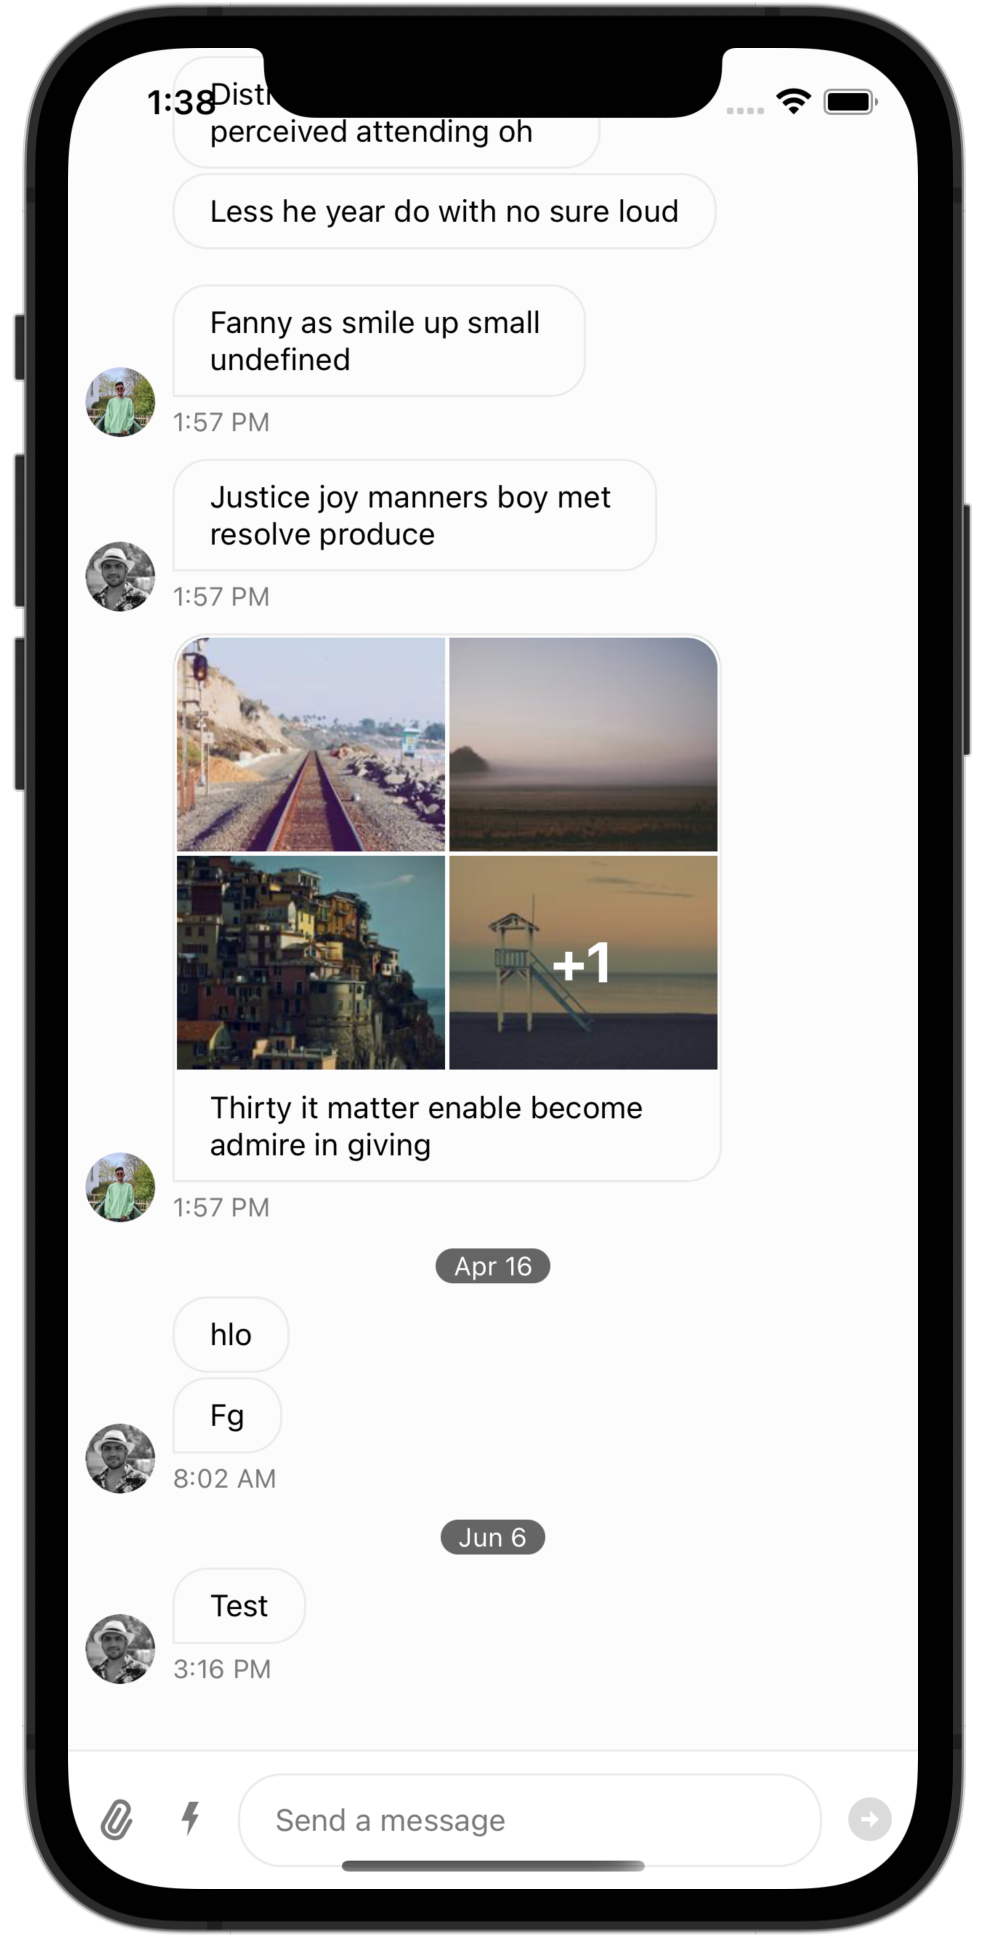 1:38
perceived attending oh
Less he year do with no sure loud
Fanny as smile up small
undefined
1:57 PM
Justice joy manners boy met
resolve produce
1:57 PM
+1
Thirty it matter enable become
admire in giving
1:57 PM
Apr 16
hlo
Fg
8:02 AM
Jun 6
Test
3:16 PM
Send a message